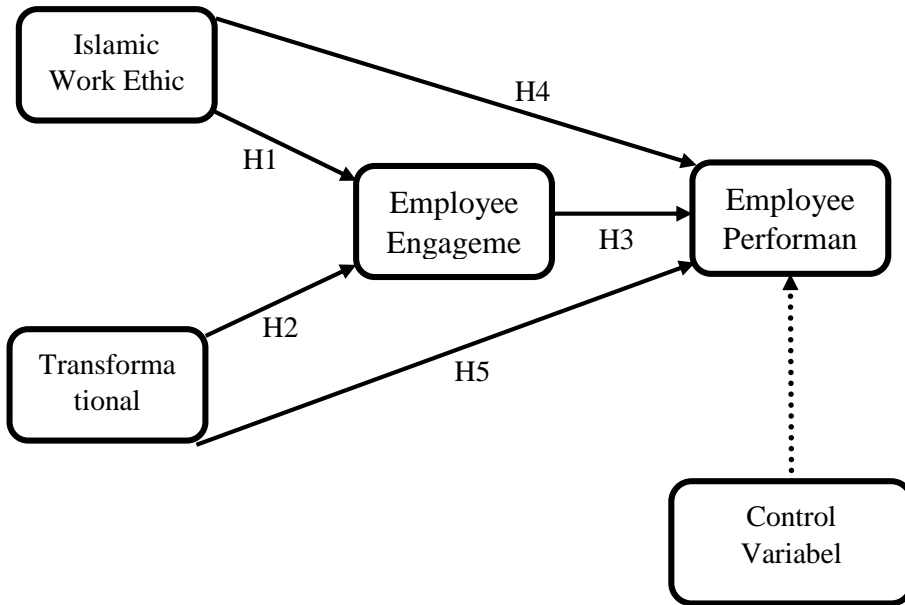 Islamic
Work Ethic
H4
H1
Employee
Engageme
Employee
Performan
H3
H2
Transforma
tional
H5
Control
Variabel